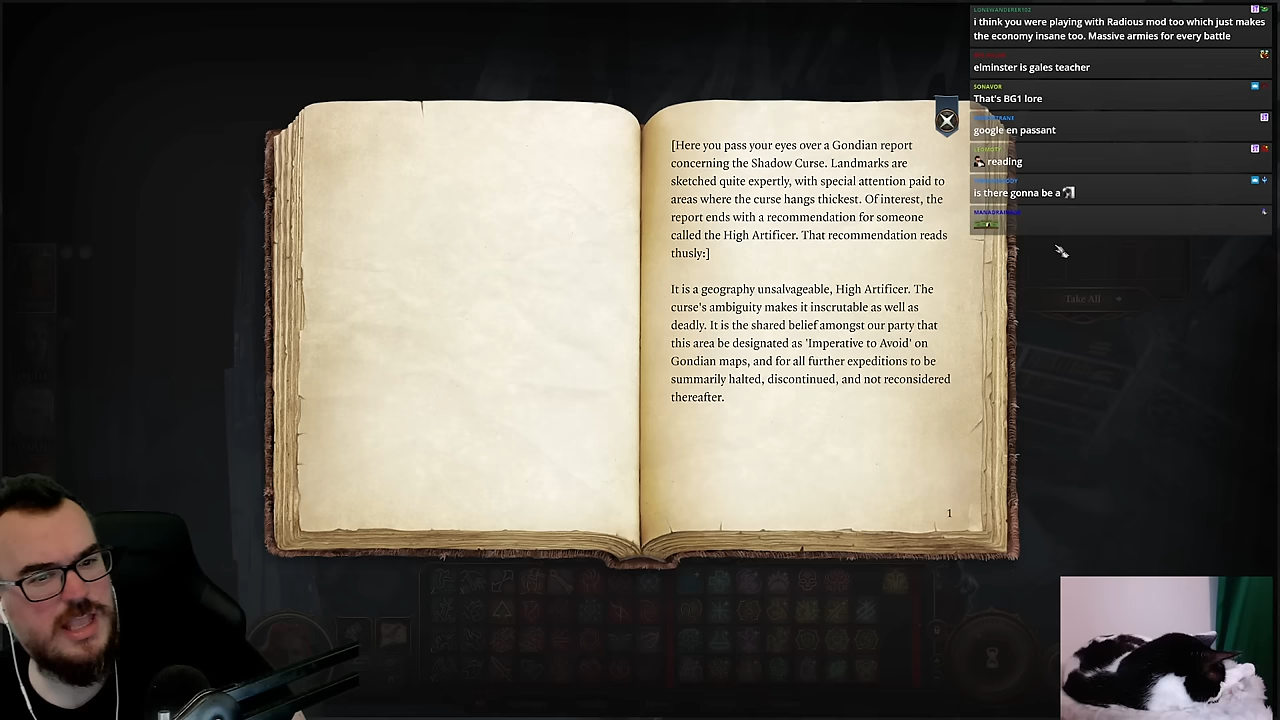 [Here you pass your eyes over a Gondian report
concerning the Shadow Curse. Landmarks are
sketched quite expertly, with special attention paid to
areas where the curse hangs thickest. Of interest, the
report ends with a recommendation for someone
called the High Artificer. That recommendation reads
thusly:]
It is a geography unsalvageable, High Artificer. The
curse's ambiguity makes it inscrutable as well as
deadly. It is the shared belief amongst our party that
this area be designated as 'Imperative to Avoid' on
Gondian maps, and for all further expeditions to be
summarily halted, discontinued, and not reconsidered
thereafter.
1
LONEWANDERER102
i think you were playing with Radious mod too which just makes
the economy insane too. Massive armies for every battle
elminster is gales teacher
SONAVOR
That's BG1 lore
google en passant
reading
is there gonna be a
Take All